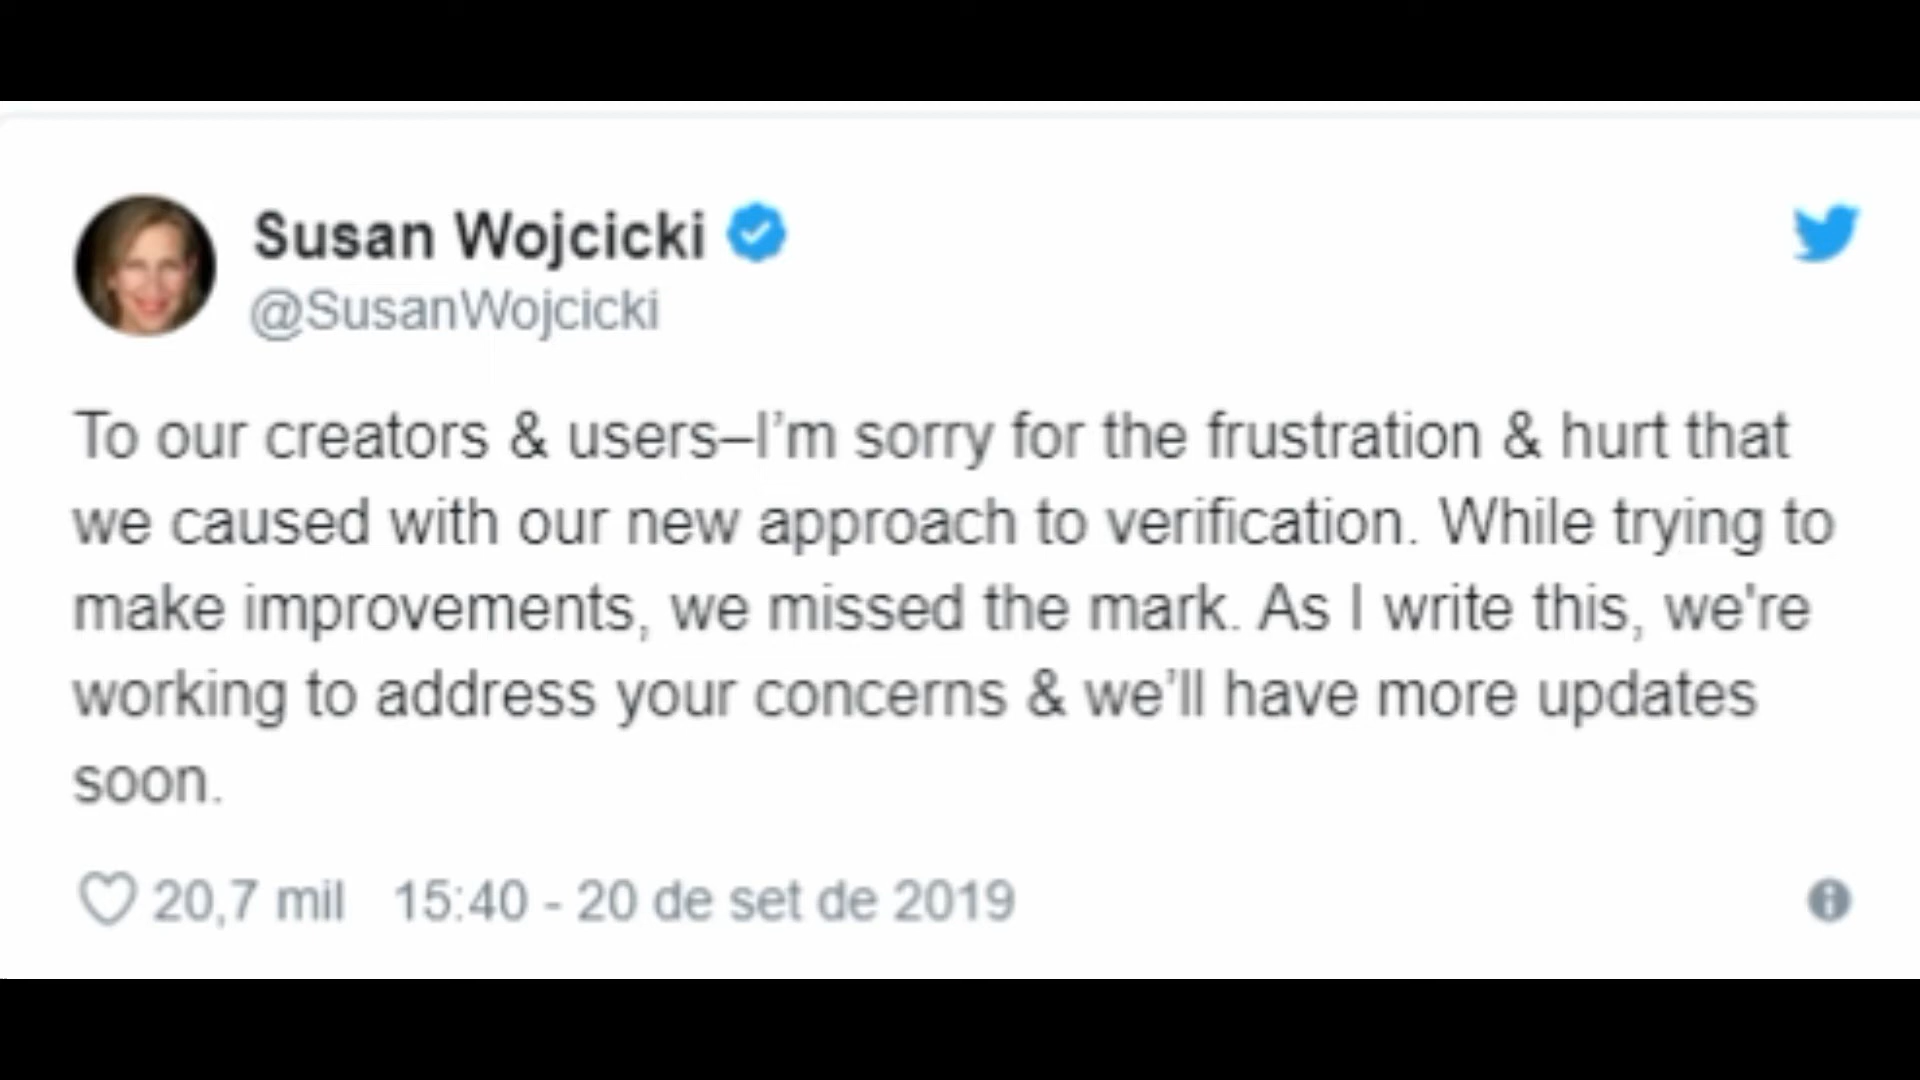 Susan Wojcicki
@SusanWojcicki
To our creators & users–I’m sorry for the frustration & hurt that
we caused with our new approach to verification. While trying to
make improvements, we missed the mark. As I write this, we're
working to address your concerns & we’ll have more updates
soon.
20,7 mil 15:40 - 20 de set de 2019